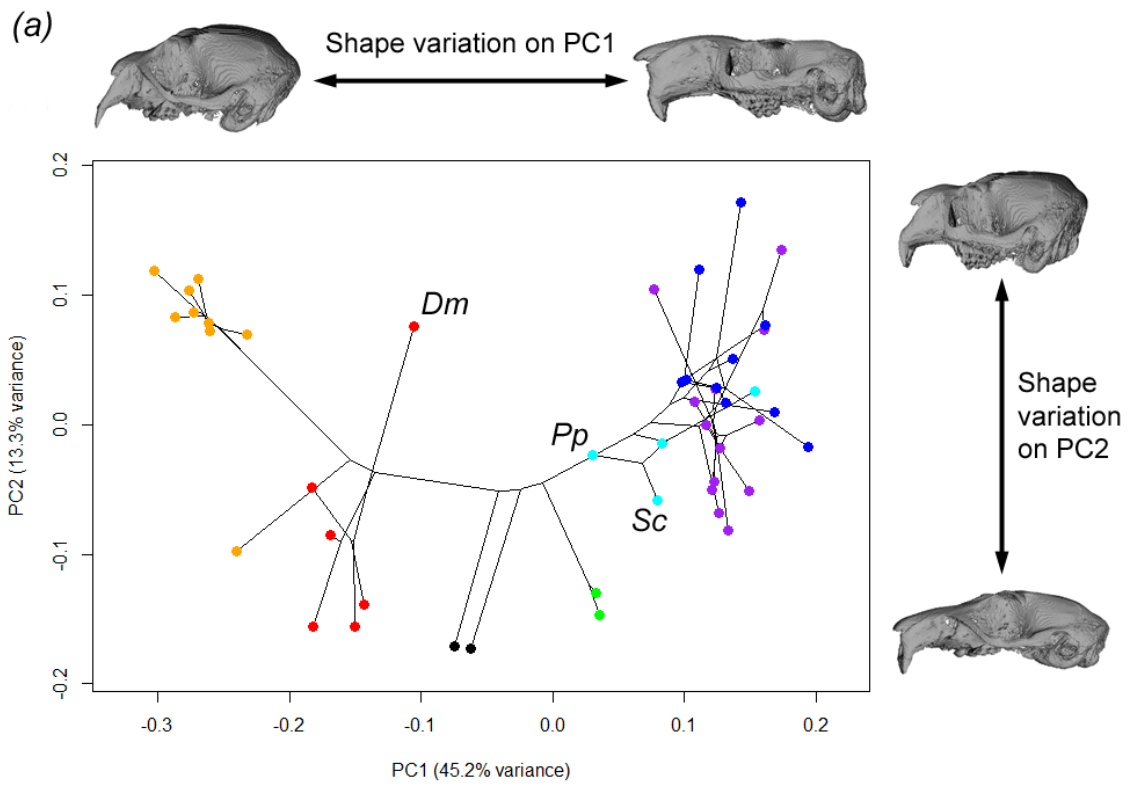 (a)
Shape variation on PC1
0.2
0.1
0.0
-0.1
-0.2
PC2 (13.3% variance)
Dm
Pp
Sc
Shape
variation
on PC2
-0.3
-0.2
-0.1
0.0
0.1
0.2
PC1 (45.2% variance)